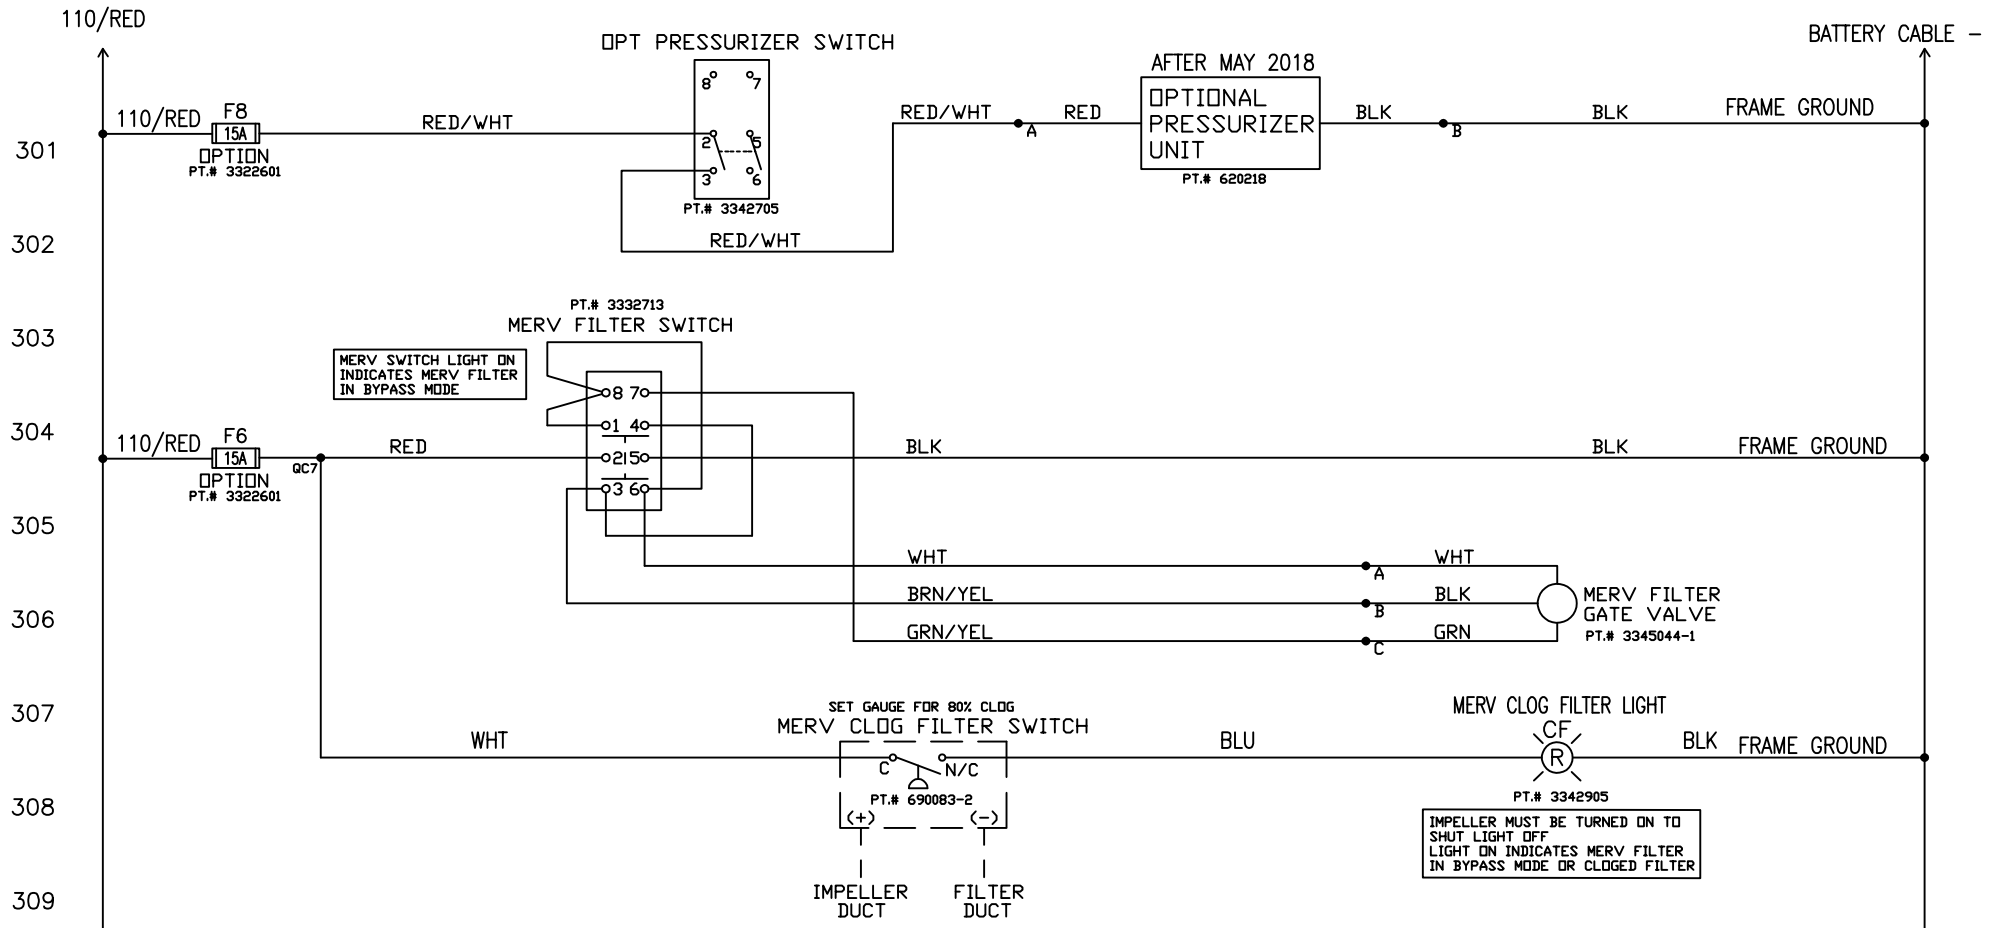 110/RED
BATTERY CABLE -
OPT PRESSURIZER SWITCH
8 7
2 5
3 6
PT.# 3342705
AFTER MAY 2018
OPTIONAL
PRESSURIZER
UNIT
PT.# 620218
110/RED
F8
15A
OPTION
PT.# 3322601
RED/WHT
RED/WHT
A
RED
BLK
B
BLK
FRAME GROUND
301
302
RED/WHT
303
PT.# 3332713
MERV FILTER SWITCH
MERV SWITCH LIGHT ON
INDICATES MERV FILTER
IN BYPASS MODE
8 7
1 4
2 5
3 6
304
110/RED
F6
15A
OPTION
PT.# 3322601
QC7
RED
BLK
BLK
FRAME GROUND
305
WHT
A
WHT
306
BRN/YEL
B
BLK
GRN/YEL
C
GRN
MERV FILTER
GATE VALVE
PT.# 3345044-1
307
WHT
SET GAUGE FOR 80% CLOG
MERV CLOG FILTER SWITCH
C
N/C
PT.# 690083-2
(+)
(-)
BLU
MERV CLOG FILTER LIGHT
CF
R
PT.# 3342905
BLK
FRAME GROUND
308
IMPELLER MUST BE TURNED ON TO
SHUT LIGHT OFF
LIGHT ON INDICATES MERV FILTER
IN BYPASS MODE OR CLOGED FILTER
309
IMPELLER
DUCT
FILTER
DUCT